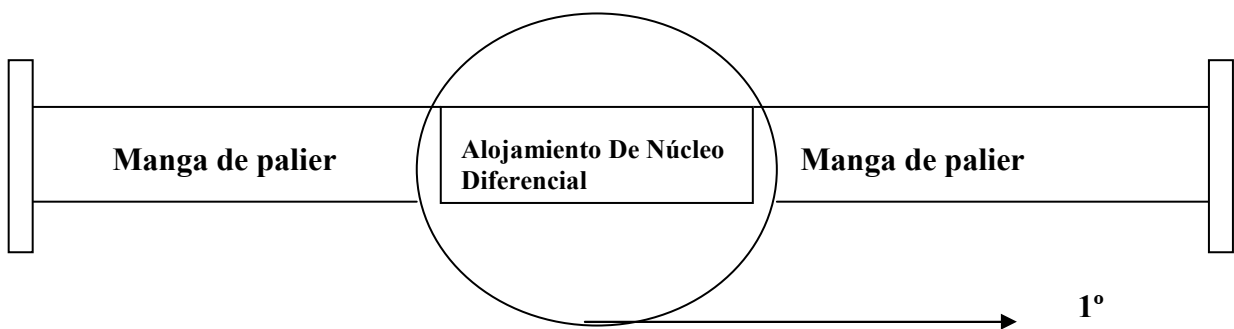 Manga de palier
Alojamiento De Núcleo
Diferencial
Manga de palier
1º